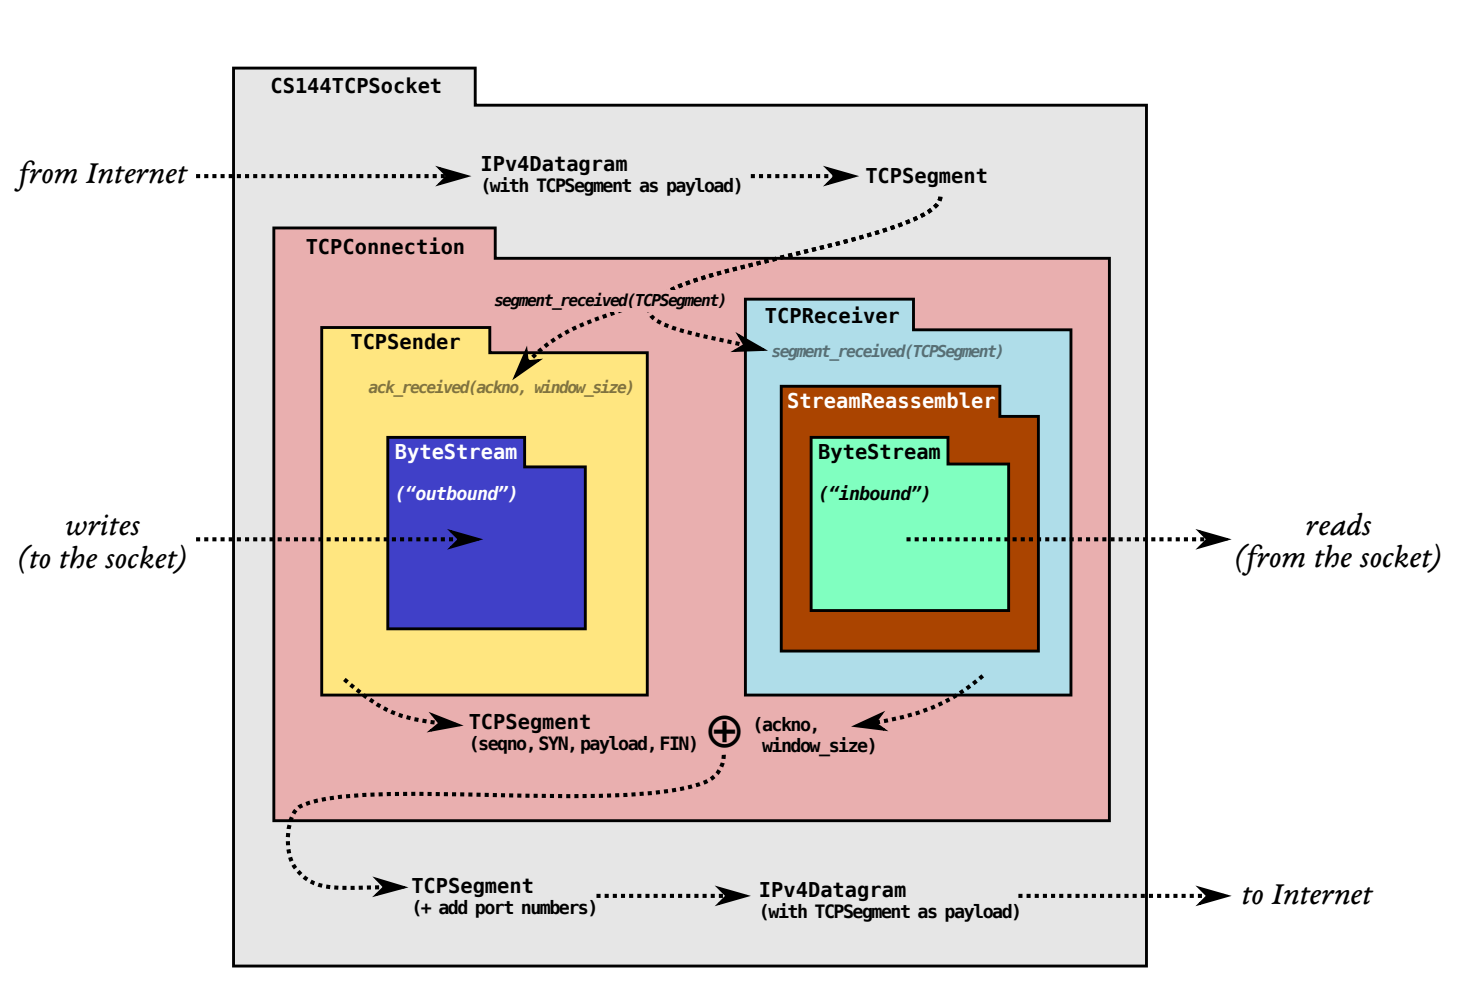 CS144TCPSocket
from Internet
IPv4Datagram
(with TCPSegment as payload)
TCPSegment
TCPConnection
segment_received(TCPSegment)
TCPSender
ack_received(ackno, window_size)
ByteStream
(“outbound”)
TCPReceiver
segment_received(TCPSegment)
StreamReassembler
ByteStream
(“inbound”)
writes
(to the socket)
reads
(from the socket)
TCPSegment
(seqno, SYN, payload, FIN)
(ackno,
window_size)
TCPSegment
(+ add port numbers)
IPv4Datagram
(with TCPSegment as payload)
to Internet